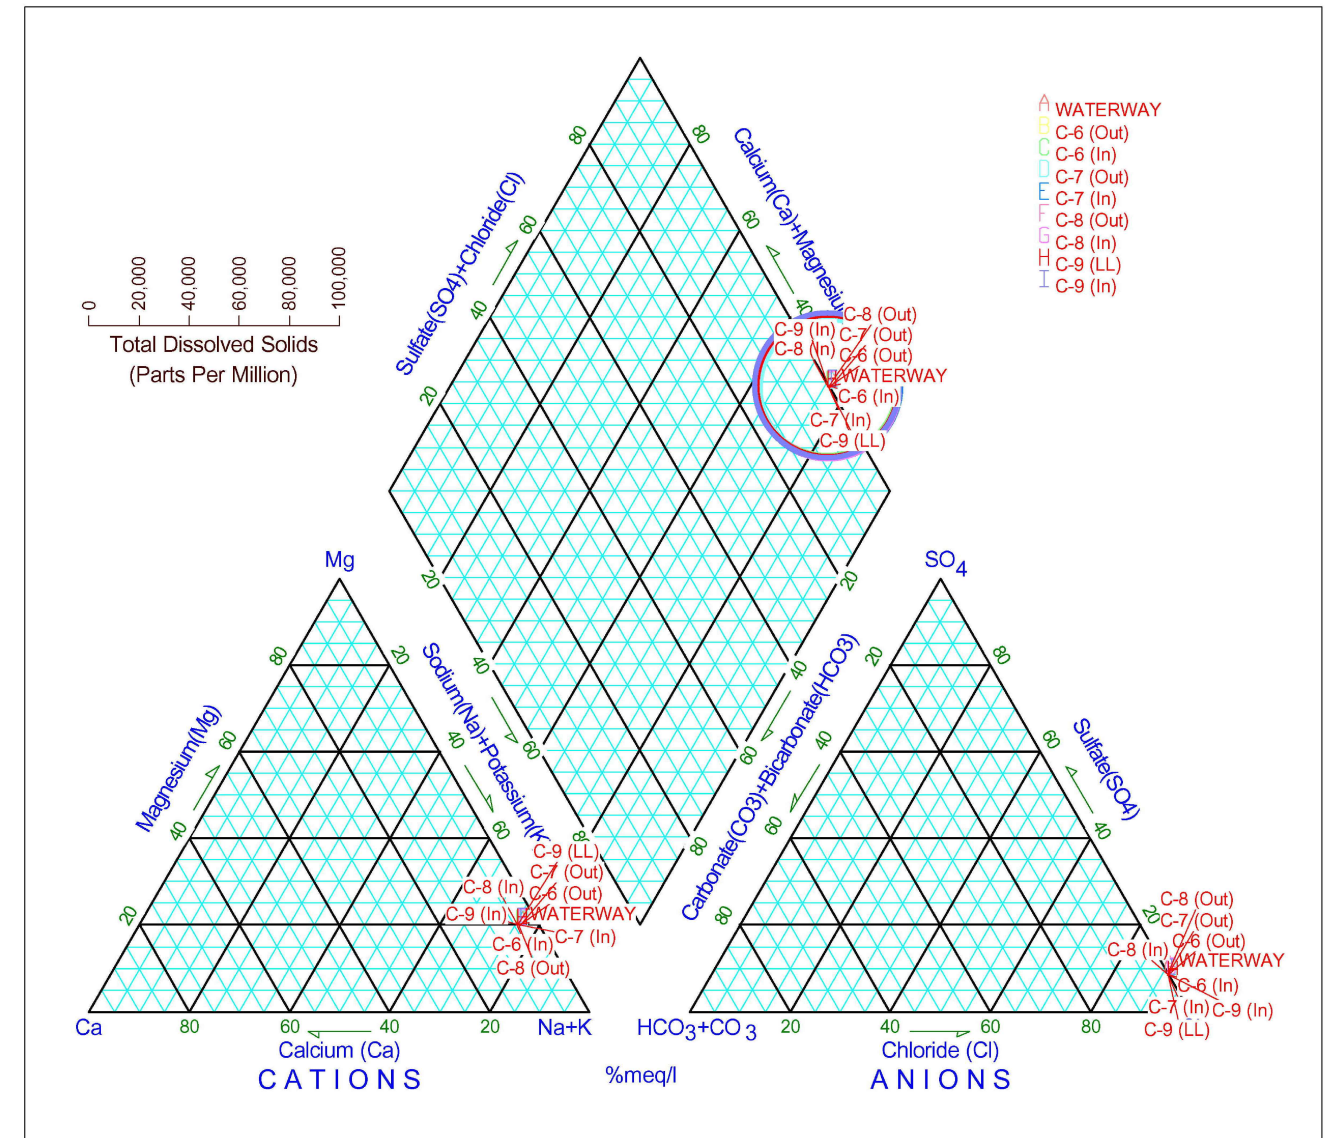 A WATERWAY
B C-6 (Out)
C C-6 (In)
D C-7 (Out)
E C-7 (In)
F C-8 (Out)
G C-8 (In)
H C-9 (LL)
I C-9 (In)
0
20,000
40,000
60,000
80,000
100,000
Total Dissolved Solids
(Parts Per Million)
Sulfate(SO4)+Chloride(Cl)
20
40
60
80
Calcium(Ca)+Magnesiu
80
60
40
C-8 (Out)
C-9 (In)
C-7 (Out)
C-8 (In)
C-6 (Out)
WATERWAY
C-6 (In)
C-7 (In)
C-9 (LL)
20
40
60
8
Sodium(Na)+Potassium(K
20
40
60
80
Carbonate(CO3)+Bicarbonate(HCO3)
Mg
80
60
40
20
Magnesium(Mg)
20
40
60
C-9 (LL)
C-7 (Out)
C-8 (In)
C-6 (Out)
C-9 (In)
WATERWAY
C-7 (In)
C-6 (In)
C-8 (Out)
Ca
80
60
40
20
Na+K
Calcium (Ca)
CATIONS
%meq/l
SO4
20
40
60
80
80
60
40
20
Sulfate(SO4)
C-8 (Out)
C-7 (Out)
C-6 (Out)
C-8 (In)
WATERWAY
C-6 (In)
C-7 (In)
C-9 (In)
C-9 (LL)
HCO3+CO3
20
40
60
80
Chloride (Cl)
ANIONS